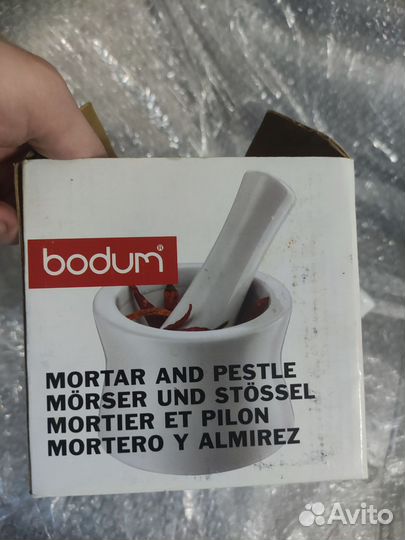 bodum®
MORTAR AND PESTLE
MÖRSER UND STÖSSEL
MORTIER ET PILON
MORTERO Y ALMIREZ
Avito